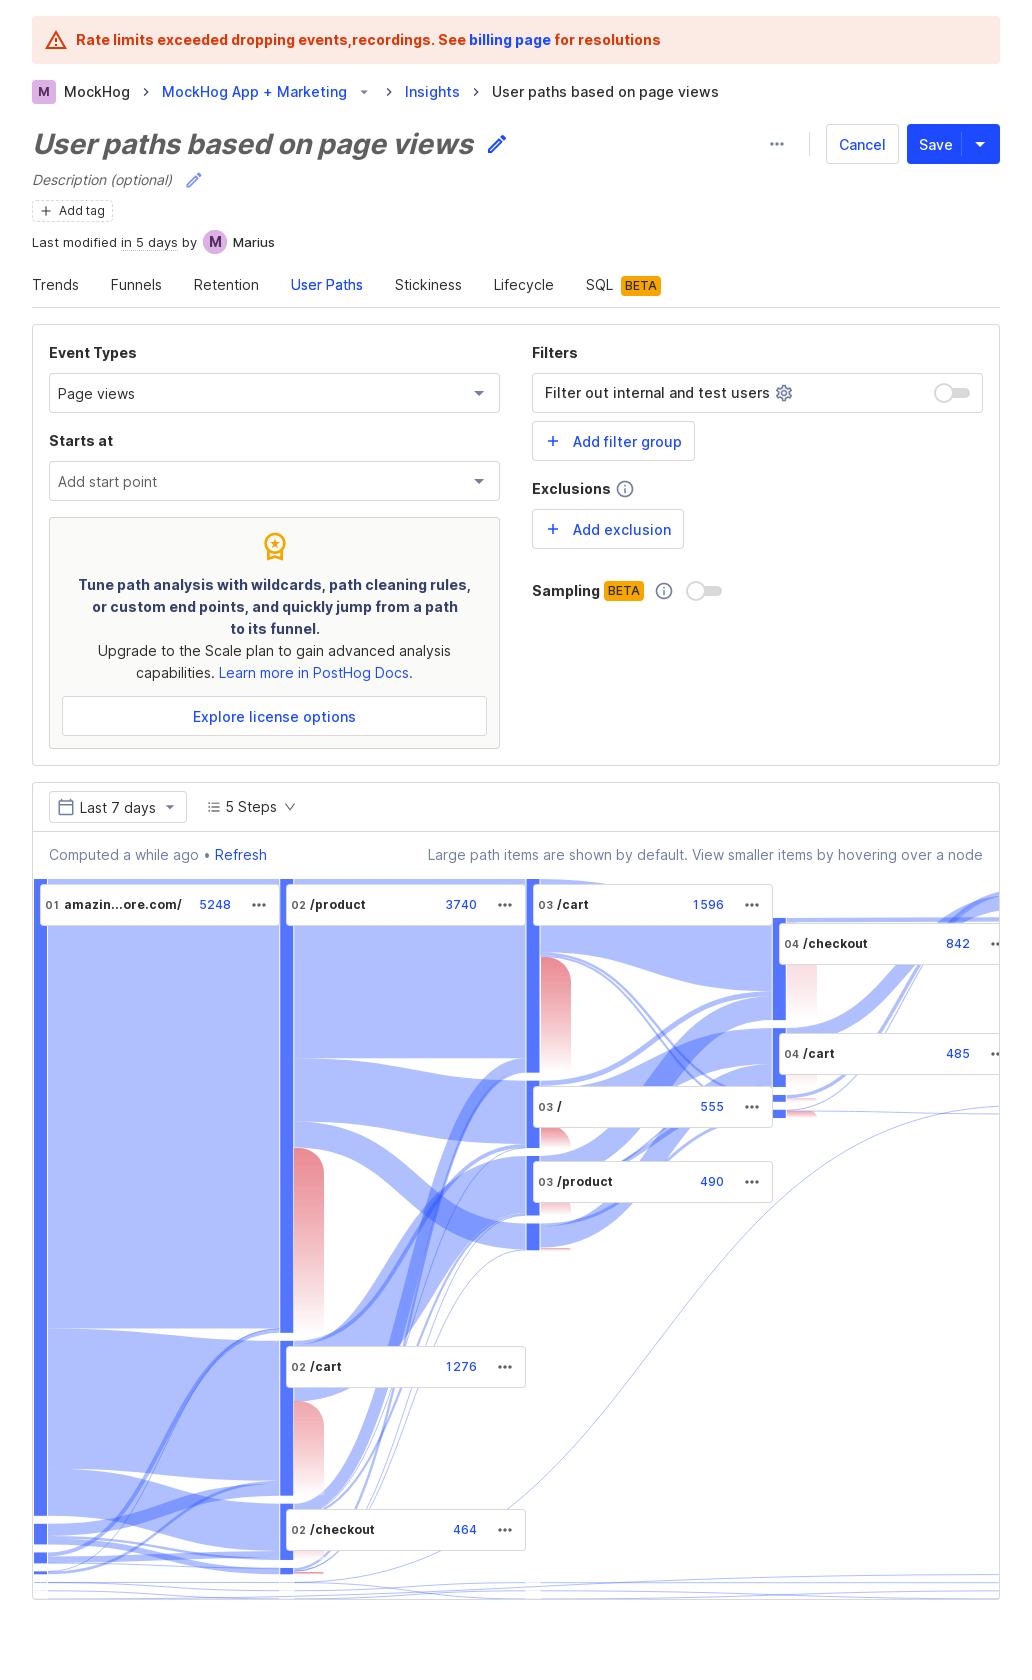 Rate limits exceeded dropping events,recordings. See billing page for resolutions
M MockHog MockHog App + Marketing Insights User paths based on page views
User paths based on page views
Cancel Save
Description (optional)
Add tag
Last modified in 5 days by M Marius
Trends Funnels Retention User Paths Stickiness Lifecycle SQL BETA
Event Types
Page views
Starts at
Add start point
Tune path analysis with wildcards, path cleaning rules,
or custom end points, and quickly jump from a path
to its funnel.
Upgrade to the Scale plan to gain advanced analysis
capabilities. Learn more in PostHog Docs.
Explore license options
Filters
Filter out internal and test users
Add filter group
Exclusions
Add exclusion
Sampling BETA
Last 7 days 5 Steps
Computed a while ago • Refresh Large path items are shown by default. View smaller items by hovering over a node
01 amazin...ore.com/ 5248
02 /product 3740
03 /cart 1596
04 /checkout 842
04 /cart 485
03 / 555
03 /product 490
02 /cart 1276
02 /checkout 464